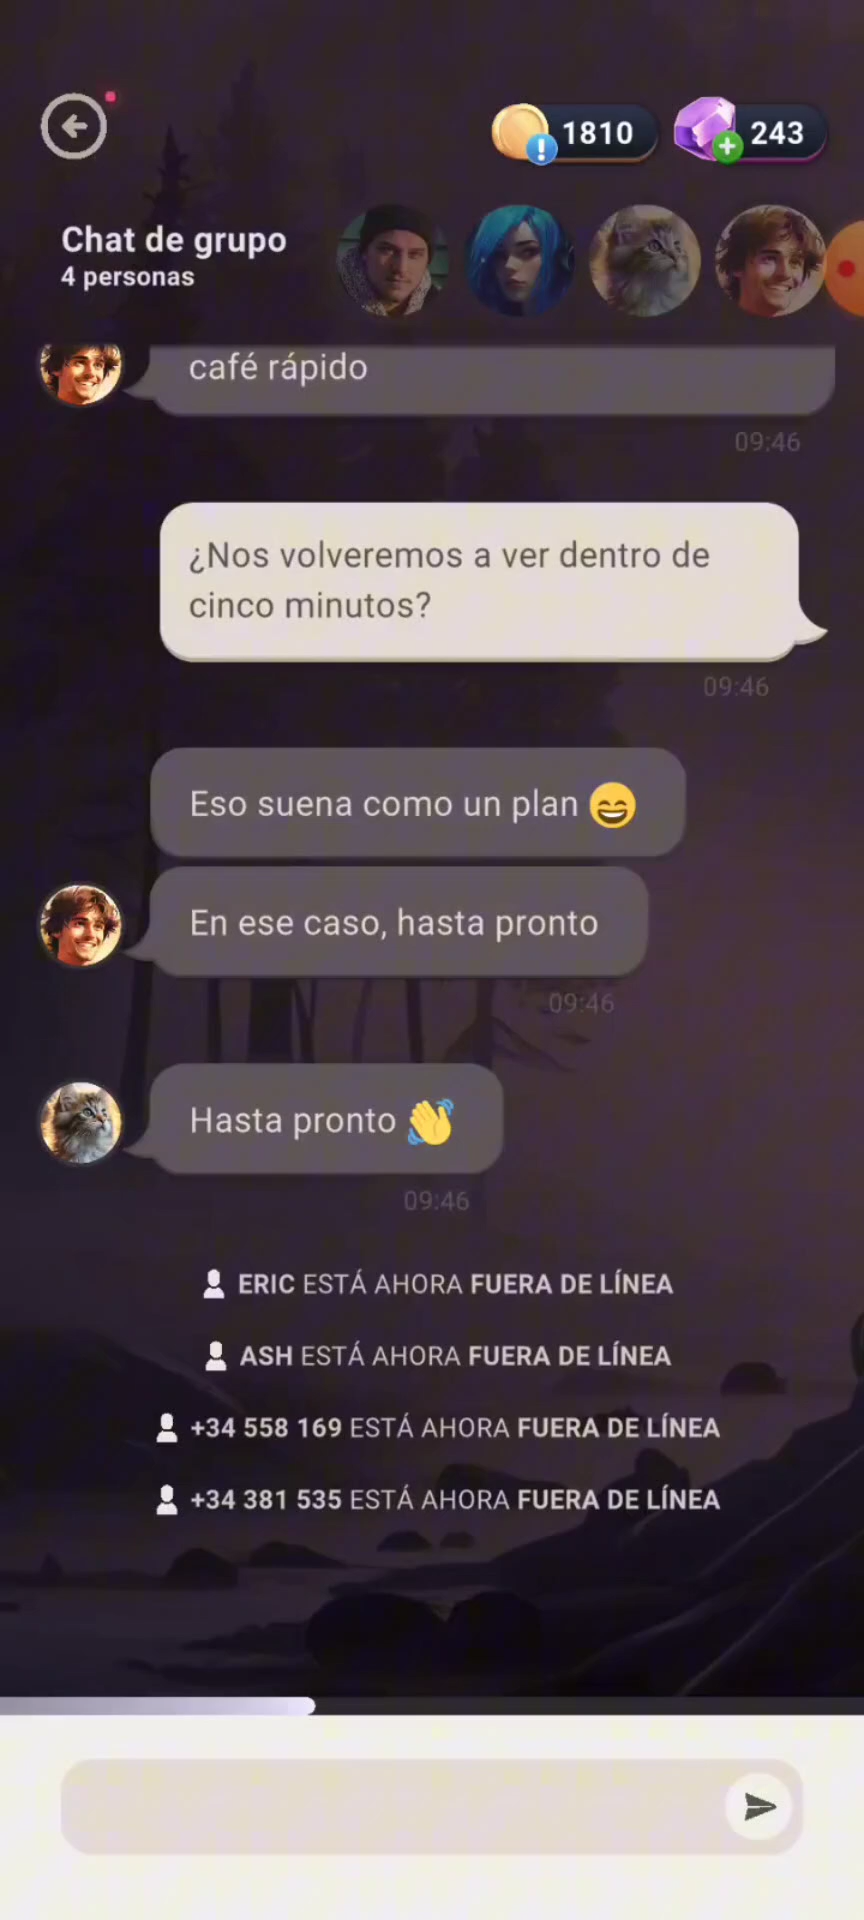 1810
243
Chat de grupo
4 personas
café rápido
09:46
¿Nos volveremos a ver dentro de
cinco minutos?
09:46
Eso suena como un plan 😄
En ese caso, hasta pronto
09:46
Hasta pronto 👋
09:46
ERIC ESTÁ AHORA FUERA DE LÍNEA
ASH ESTÁ AHORA FUERA DE LÍNEA
+34 558 169 ESTÁ AHORA FUERA DE LÍNEA
+34 381 535 ESTÁ AHORA FUERA DE LÍNEA